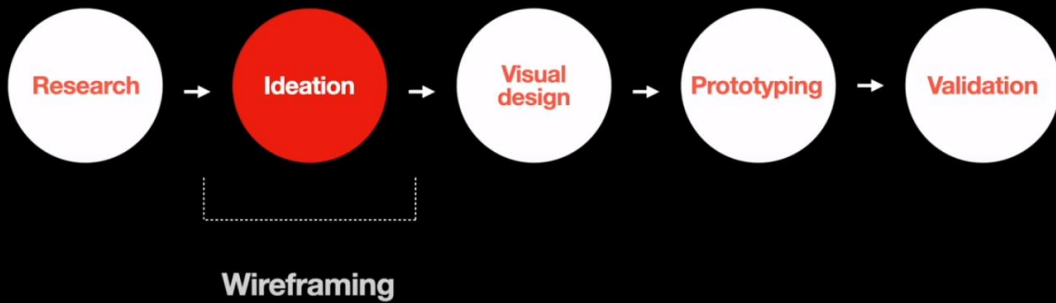 Research
Ideation
Visual
design
Prototyping
Validation
Wireframing